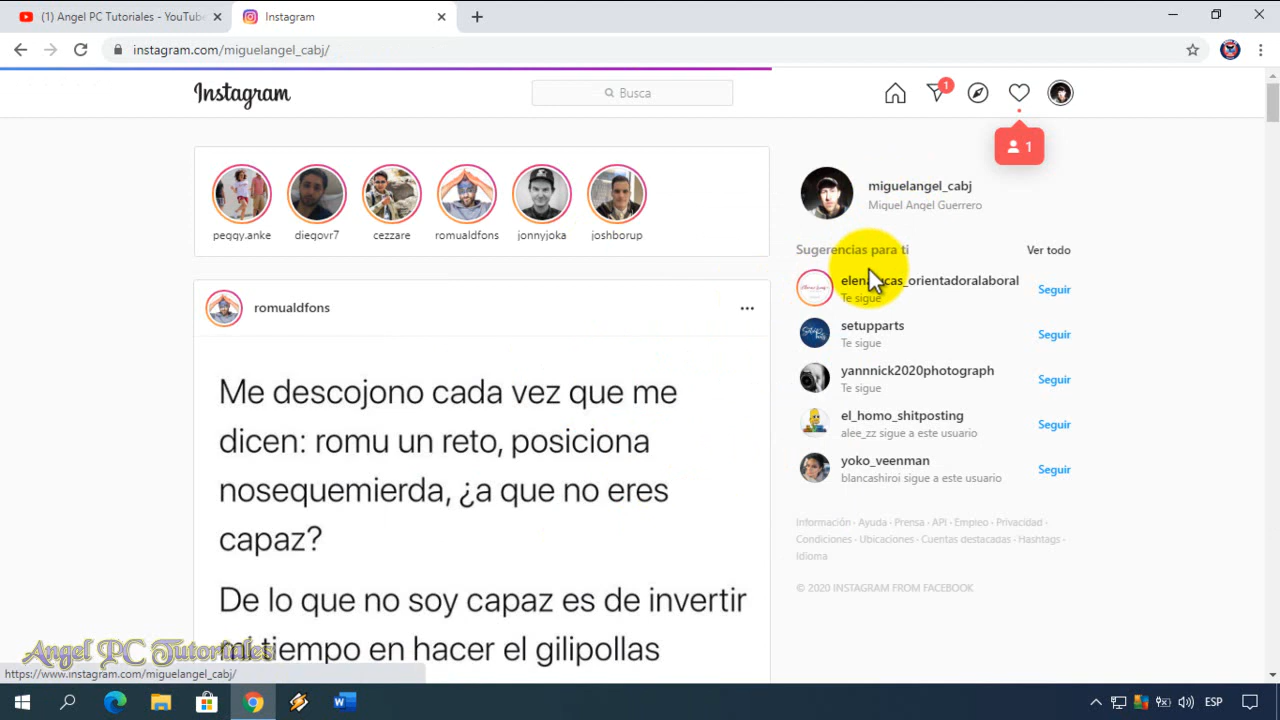 (1) Angel PC Tutoriales - YouTube
Instagram
instagram.com/miguelangel_cabj/
Instagram
Busca
1
1
peggy.anke
diegovr7
cezzare
romualdfons
jonnyjoka
joshborup
miguelangel_cabj
Miguel Angel Guerrero
Sugerencias para ti
Ver todo
romualdfons
Te sigue
Seguir
setupparts
Te sigue
Seguir
yannnick2020photograph
Te sigue
Seguir
el_homo_shitposting
alee_zz sigue a este usuario
Seguir
yoko_veenman
blancashiroi sigue a este usuario
Seguir
Me descojono cada vez que me
dicen: romu un reto, posiciona
nosequemierda, ¿a que no eres
capaz?
De lo que no soy capaz es de invertir
mi tiempo en hacer el gilipollas
Información · Ayuda · Prensa · API · Empleo · Privacidad ·
Condiciones · Ubicaciones · Cuentas destacadas · Hashtags ·
Idioma
© 2020 INSTAGRAM FROM FACEBOOK
Angel PC Tutoriales
https://www.instagram.com/miguelangel_cabj/
ESP